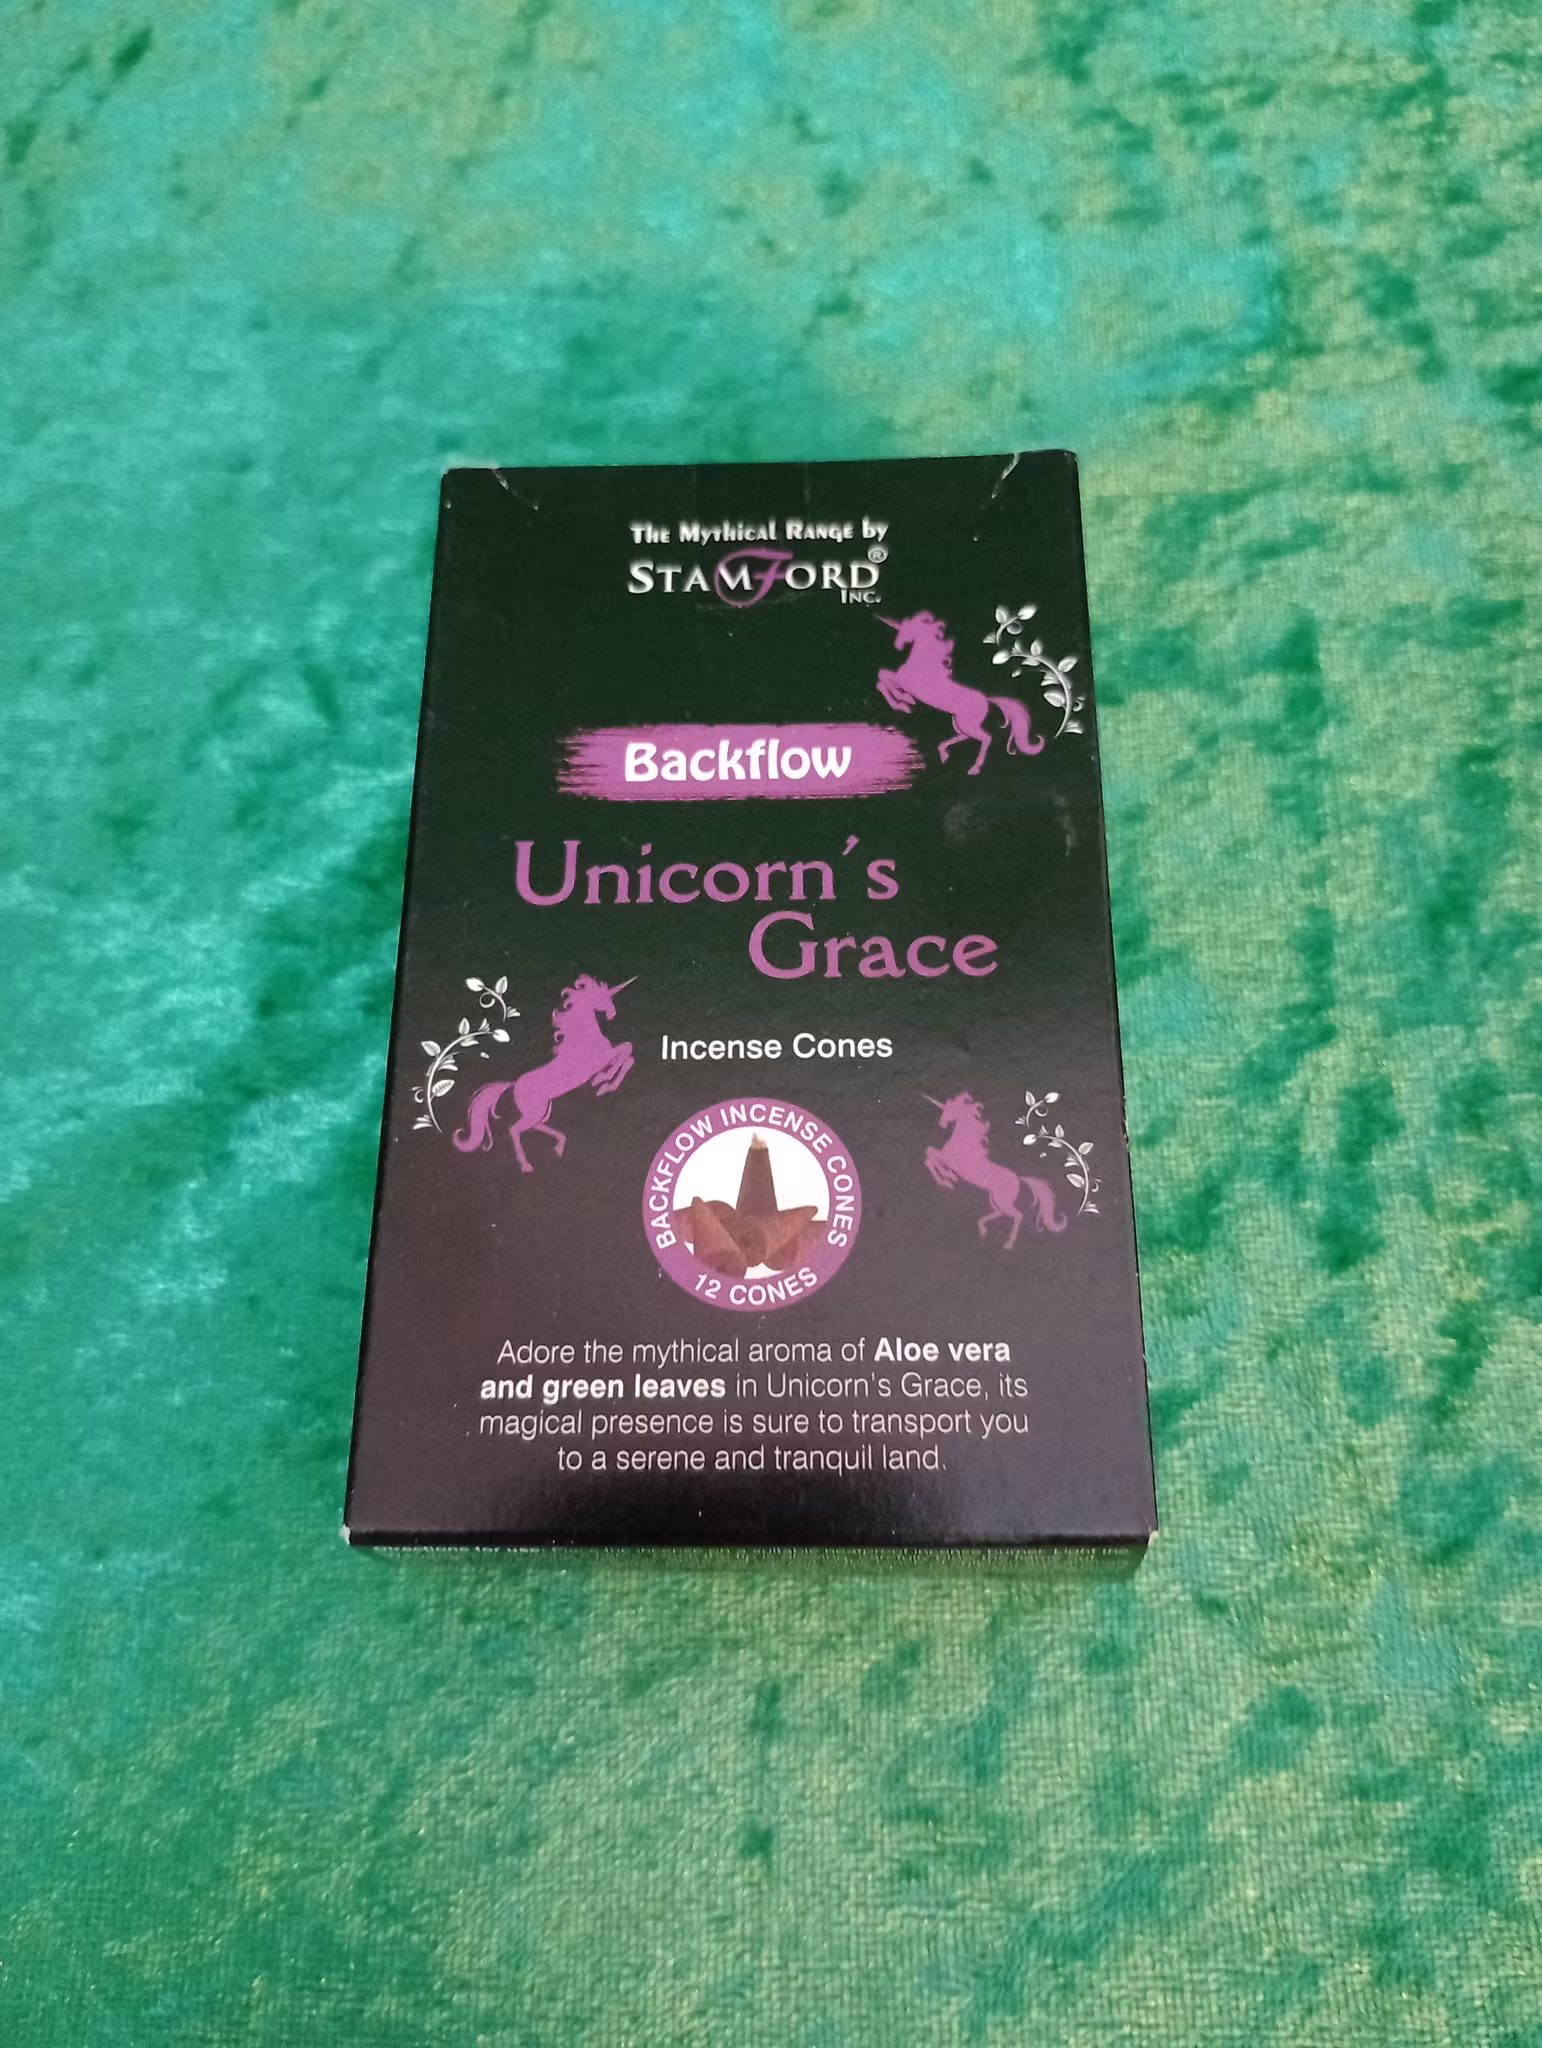 The Mythical Range by
STAMFORD®
INC.
Backflow
Unicorn's
Grace
Incense Cones
BACKFLOW INCENSE CONES
12 CONES
Adore the mythical aroma of Aloe vera
and green leaves in Unicorn's Grace, its
magical presence is sure to transport you
to a serene and tranquil land.